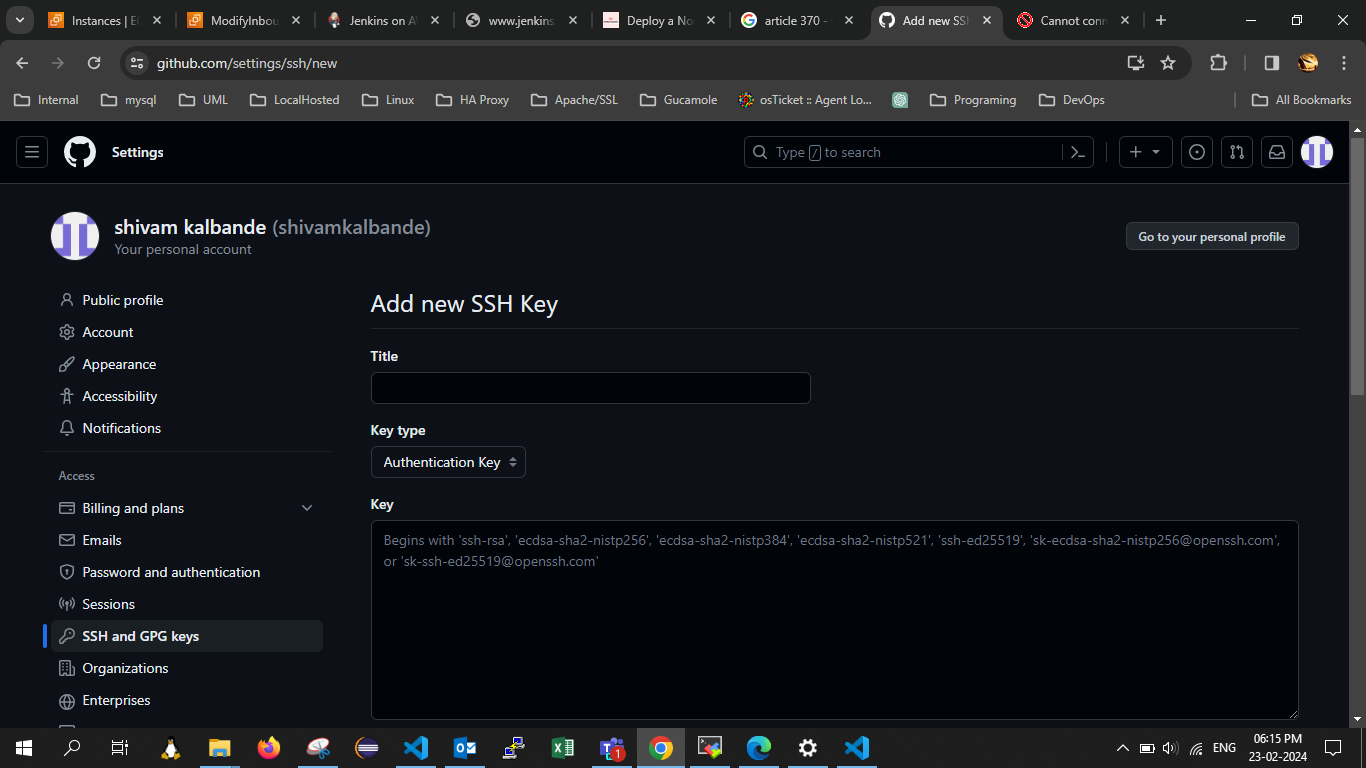 Instances | EC
ModifyInbou
Jenkins on A
www.jenkins.
Deploy a No
article 370 -
Add new SSH
Cannot conn
github.com/settings/ssh/new
Internal
mysql
UML
LocalHosted
Linux
HA Proxy
Apache/SSL
Gucamole
osTicket :: Agent Lo...
Programing
DevOps
All Bookmarks
Settings
Type / to search
shivam kalbande (shivamkalbande)
Your personal account
Go to your personal profile
Public profile
Account
Appearance
Accessibility
Notifications
Access
Billing and plans
Emails
Password and authentication
Sessions
SSH and GPG keys
Organizations
Enterprises
Add new SSH Key
Title
Key type
Authentication Key
Key
Begins with 'ssh-rsa', 'ecdsa-sha2-nistp256', 'ecdsa-sha2-nistp384', 'ecdsa-sha2-nistp521', 'ssh-ed25519', 'sk-ecdsa-sha2-nistp256@openssh.com',
or 'sk-ssh-ed25519@openssh.com'
1
ENG
06:15 PM
23-02-2024